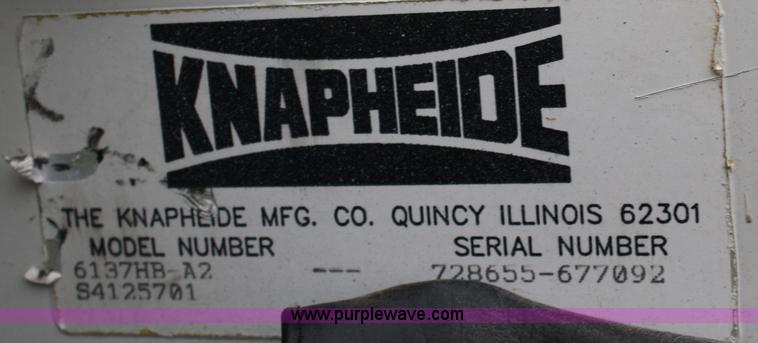 KNAPHEIDE
THE KNAPHEIDE MFG. CO. QUINCY ILLINOIS 62301
MODEL NUMBER SERIAL NUMBER
6137HB-A2 --- 728655-677092
S4125701
www.purplewave.com